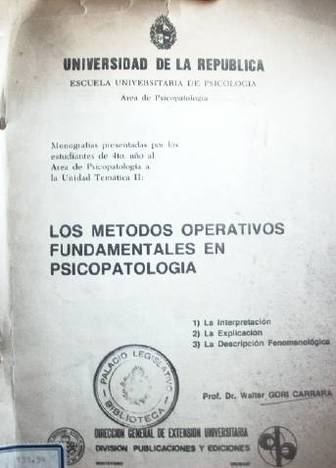 UNIVERSIDAD DE LA REPUBLICA
ESCUELA UNIVERSITARIA DE PSICOLOGIA
Area de Psicopatologia
Monografías presentadas por los
estudiantes de 4to. año al
Area de Psicopatología a
la Unidad Temática II:
LOS METODOS OPERATIVOS
FUNDAMENTALES EN
PSICOPATOLOGIA
1) La Interpretación
2) La Explicación
3) La Descripción Fenomenológica
PALACIO LEGISLATIVO
BIBLIOTECA
Prof. Dr. Walter GORI CARRARA
DIRECCION GENERAL DE EXTENSION UNIVERSITARIA
DIVISION PUBLICACIONES Y EDICIONES